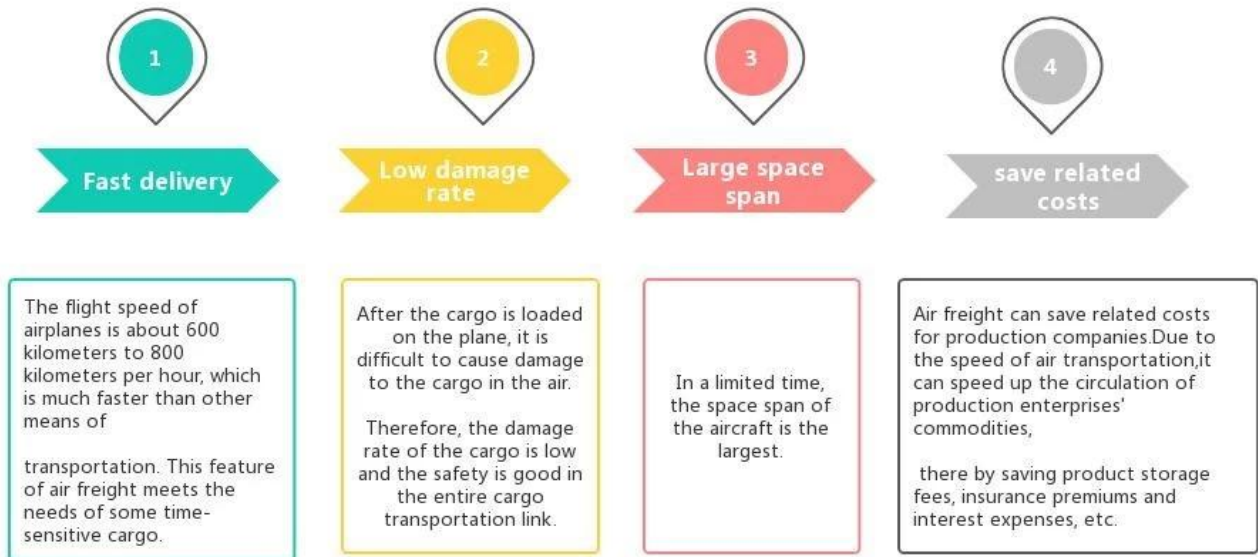 1
Fast delivery
The flight speed of
airplanes is about 600
kilometers to 800
kilometers per hour, which
is much faster than other
means of
transportation. This feature
of air freight meets the
needs of some time-
sensitive cargo.
2
Low damage
rate
After the cargo is loaded
on the plane, it is
difficult to cause damage
to the cargo in the air.
Therefore, the damage
rate of the cargo is low
and the safety is good in
the entire cargo
transportation link.
3
Large space
span
In a limited time,
the space span of
the aircraft is the
largest.
4
save related
costs
Air freight can save related costs
for production companies.Due to
the speed of air transportation,it
can speed up the circulation of
production enterprises'
commodities,
there by saving product storage
fees, insurance premiums and
interest expenses, etc.